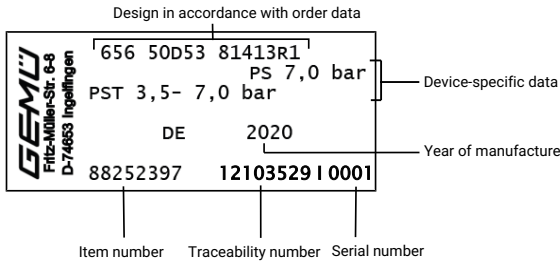 Design in accordance with order data
GEMÜ
Fritz-Müller-Str. 6-8
D-74653 Ingelfingen
656 50D53 81413R1
PS 7,0 bar
PST 3,5- 7,0 bar
Device-specific data
DE 2020
Year of manufacture
88252397 12103529 | 0001
Item number Traceability number Serial number